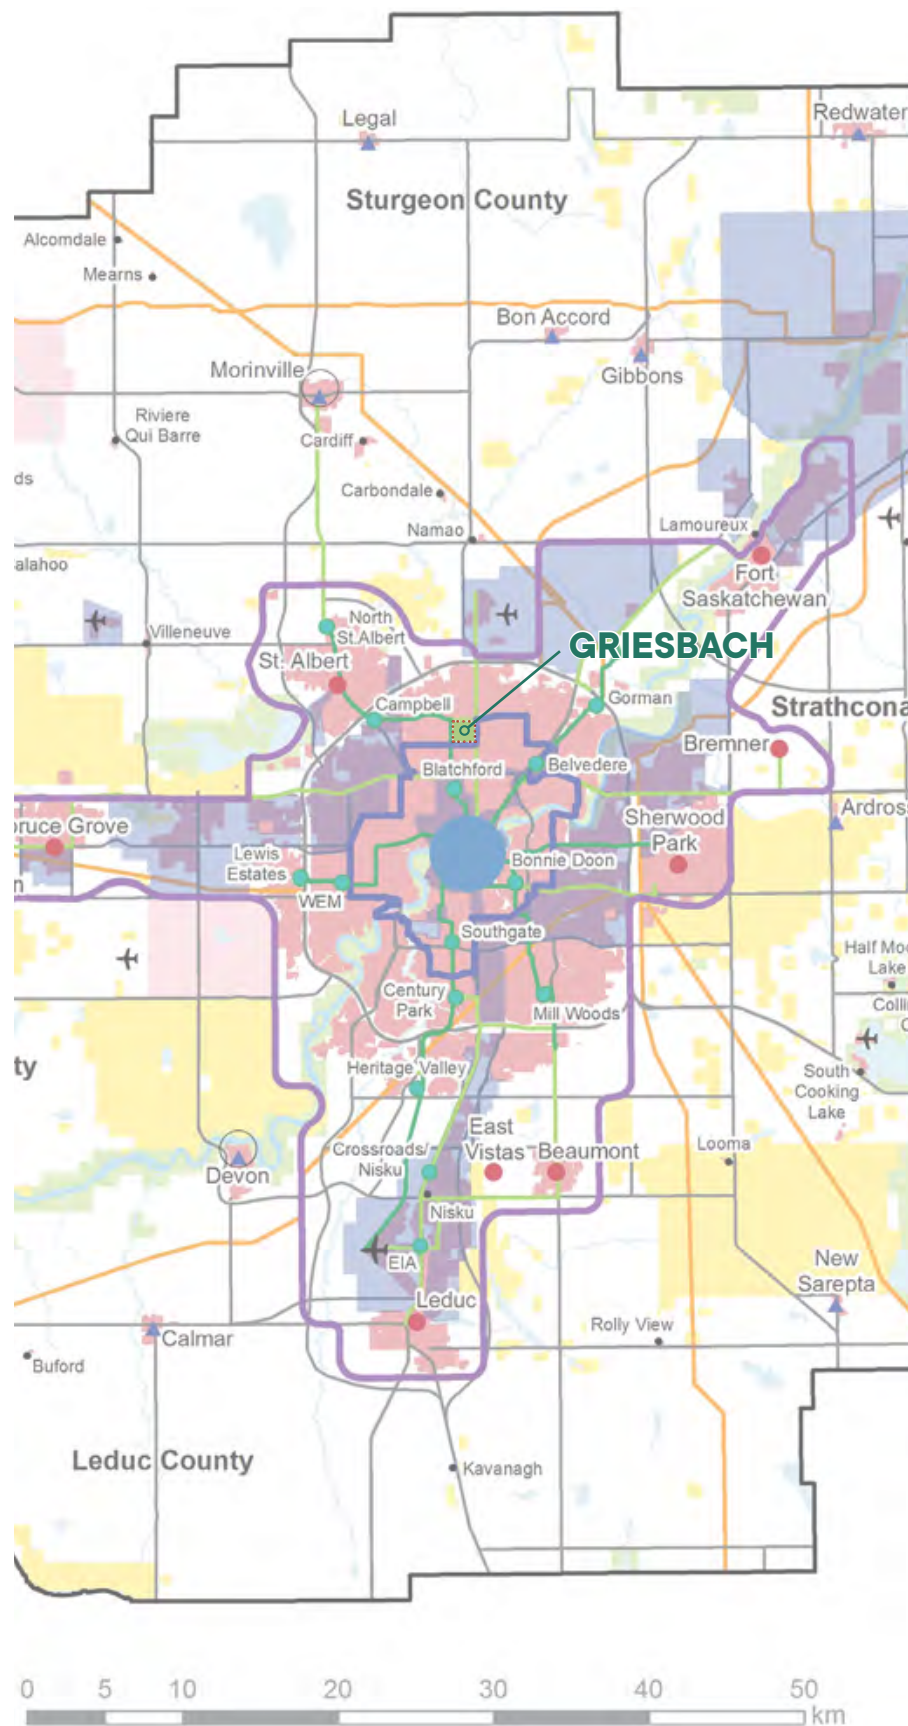 Legal
Redwater
Sturgeon County
Alcomdale
Mearns
Bon Accord
Morinville
Gibbons
Riviere
Qui Barre
Cardiff
ds
Carbondale
Namao
Lamoureux
alahoo
Fort
Saskatchewan
North
St.Albert
Villeneuve
GRIESBACH
St. Albert
Campbell
Gorman
Strathcona
Bremner
Blatchford
Belvedere
Ardross
Sherwood
Park
pruce Grove
Lewis
Estates
Bonnie Doon
n
WEM
Southgate
Half Moo
Lake
Century
Park
Colli
C
Mill Woods
ty
Heritage Valley
South
Cooking
Lake
East
Vistas
Beaumont
Crossroads/
Nisku
Looma
Devon
Nisku
EIA
New
Sarepta
Leduc
Rolly View
Calmar
Buford
Leduc County
Kavanagh
0 5 10 20 30 40 50
km